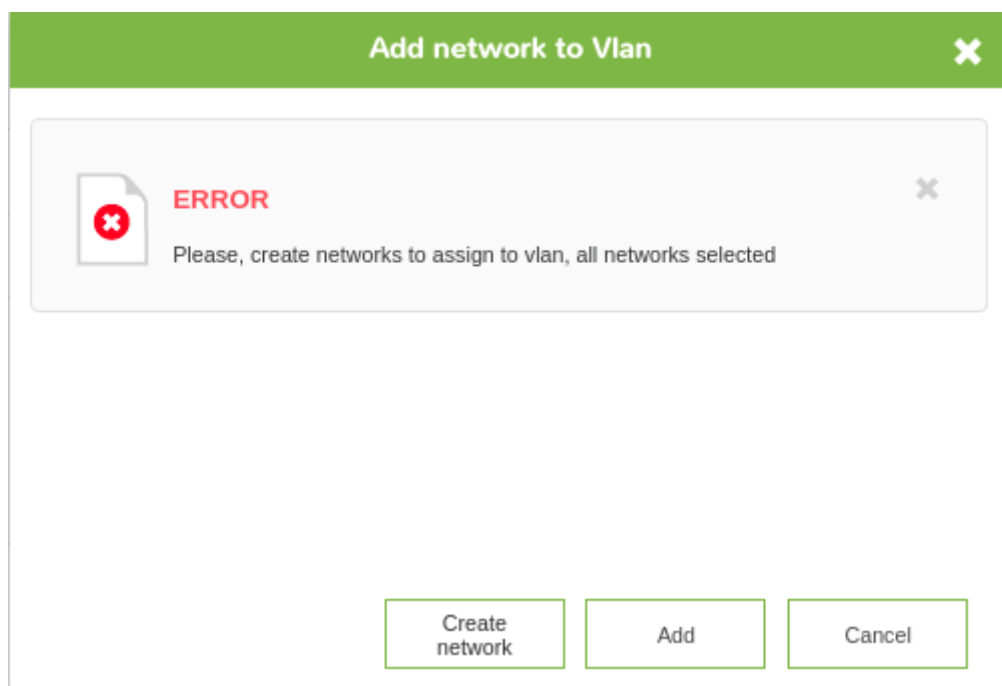 Add network to Vlan
ERROR
Please, create networks to assign to vlan, all networks selected
Create
network
Add
Cancel